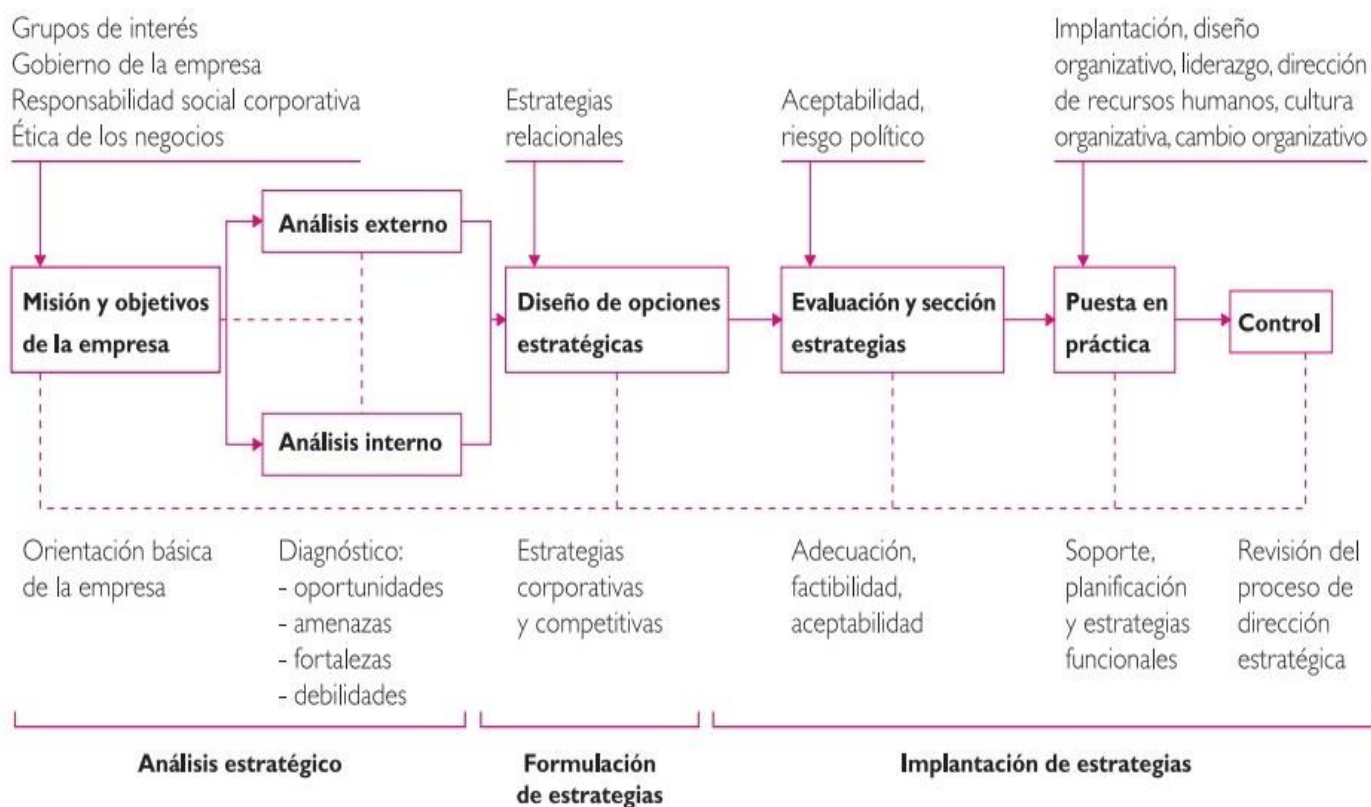 Grupos de interés
Gobierno de la empresa
Responsabilidad social corporativa
Ética de los negocios
Estrategias
relacionales
Aceptabilidad,
riesgo político
Implantación, diseño
organizativo, liderazgo, dirección
de recursos humanos, cultura
organizativa, cambio organizativo
Misión y objetivos
de la empresa
Análisis externo
Análisis interno
Diseño de opciones
estratégicas
Evaluación y sección
estrategias
Puesta en
práctica
Control
Orientación básica
de la empresa
Diagnóstico:
- oportunidades
- amenazas
- fortalezas
- debilidades
Estrategias
corporativas
y competitivas
Adecuación,
factibilidad,
aceptabilidad
Soporte,
planificación
y estrategias
funcionales
Revisión del
proceso de
dirección
estratégica
Análisis estratégico
Formulación
de estrategias
Implantación de estrategias